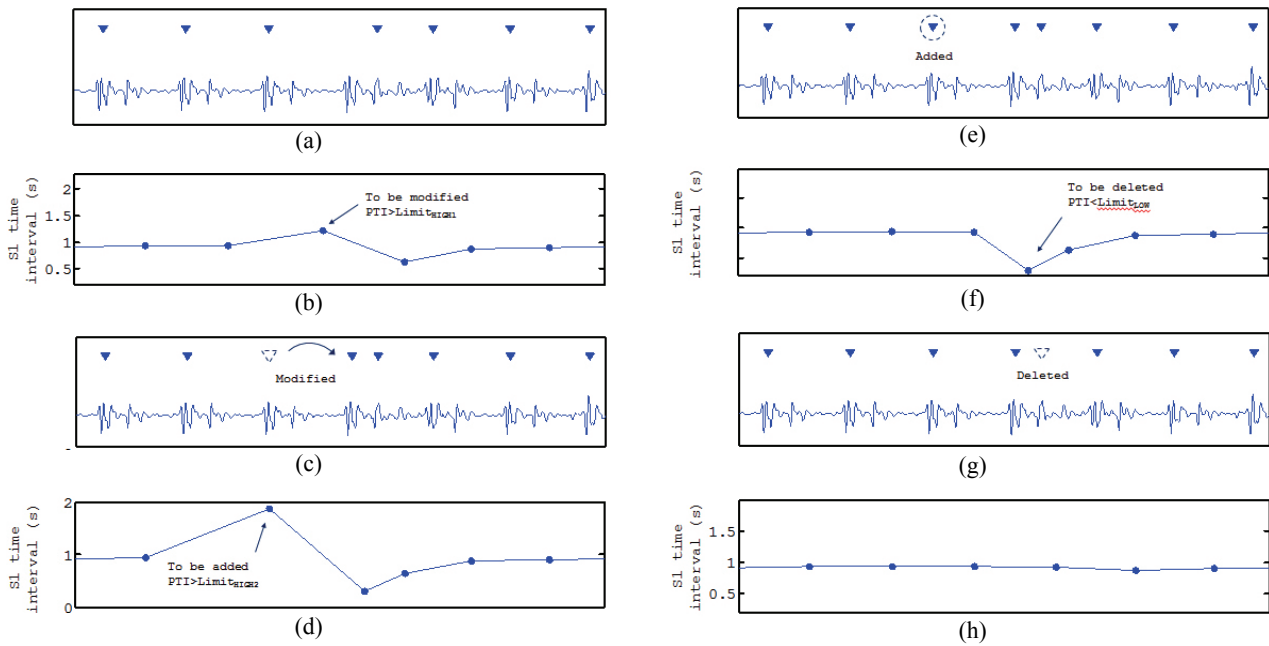 (a)
2
1.5
1
0.5
S1 time
interval (s)
To be modified
PTI>LimitHIGH1
(b)
Modified
(c)
2
1
0
S1 time
interval (s)
To be added
PTI>LimitHIGH2
(d)
Added
(e)
S1 time
interval (s)
To be deleted
PTI<LimitLOW
(f)
Deleted
(g)
1.5
1
0.5
S1 time
interval (s)
(h)